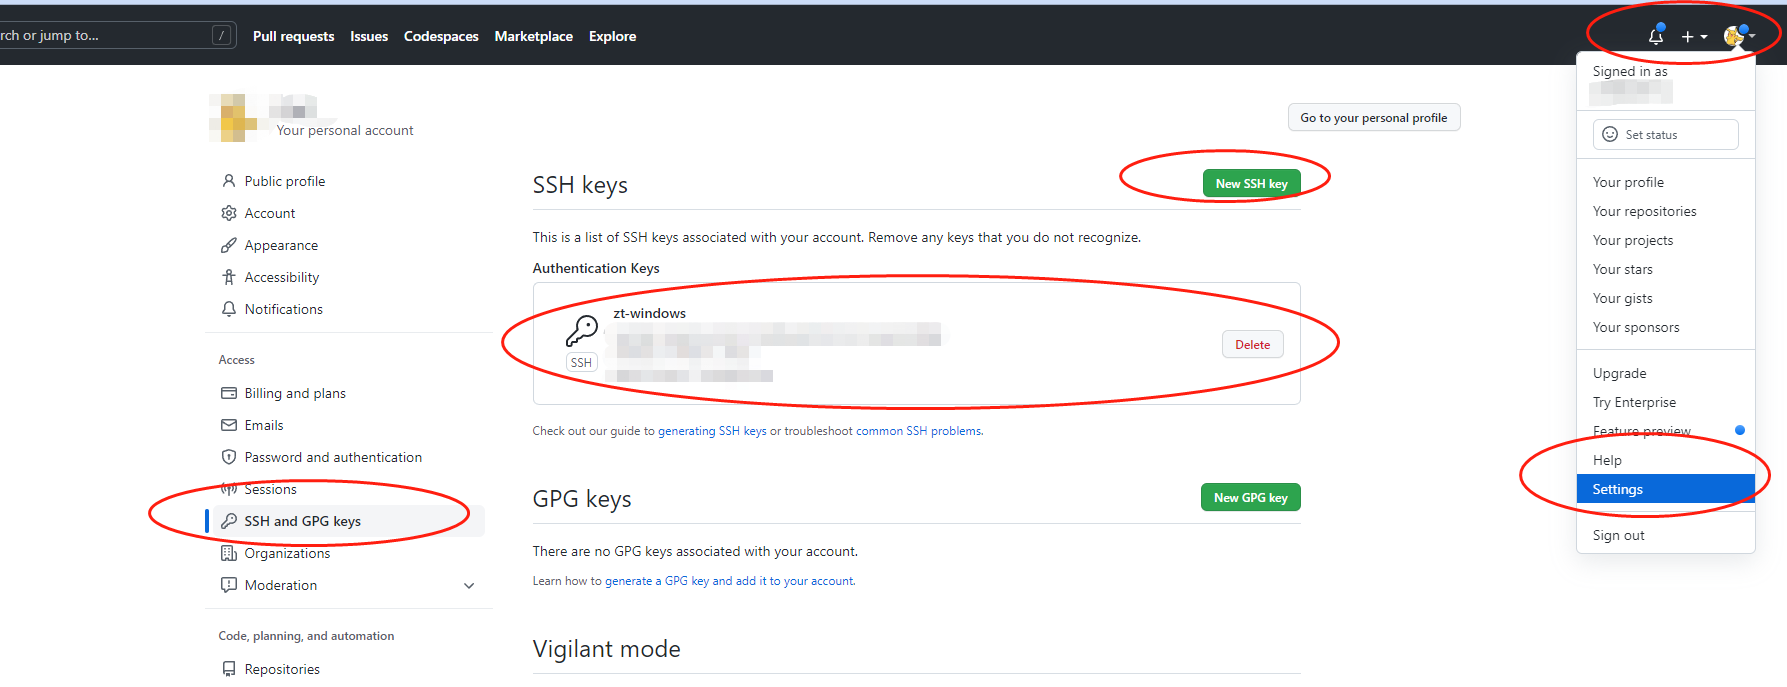 rch or jump to... /
Pull requests Issues Codespaces Marketplace Explore
Your personal account
Go to your personal profile
Public profile
Account
Appearance
Accessibility
Notifications
Access
Billing and plans
Emails
Password and authentication
Sessions
SSH and GPG keys
Organizations
Moderation
Code, planning, and automation
Repositories
SSH keys
New SSH key
This is a list of SSH keys associated with your account. Remove any keys that you do not recognize.
Authentication Keys
zt-windows
SSH
Delete
Check out our guide to generating SSH keys or troubleshoot common SSH problems.
GPG keys
New GPG key
There are no GPG keys associated with your account.
Learn how to generate a GPG key and add it to your account.
Vigilant mode
Signed in as
Set status
Your profile
Your repositories
Your projects
Your stars
Your gists
Your sponsors
Upgrade
Try Enterprise
Feature preview
Help
Settings
Sign out